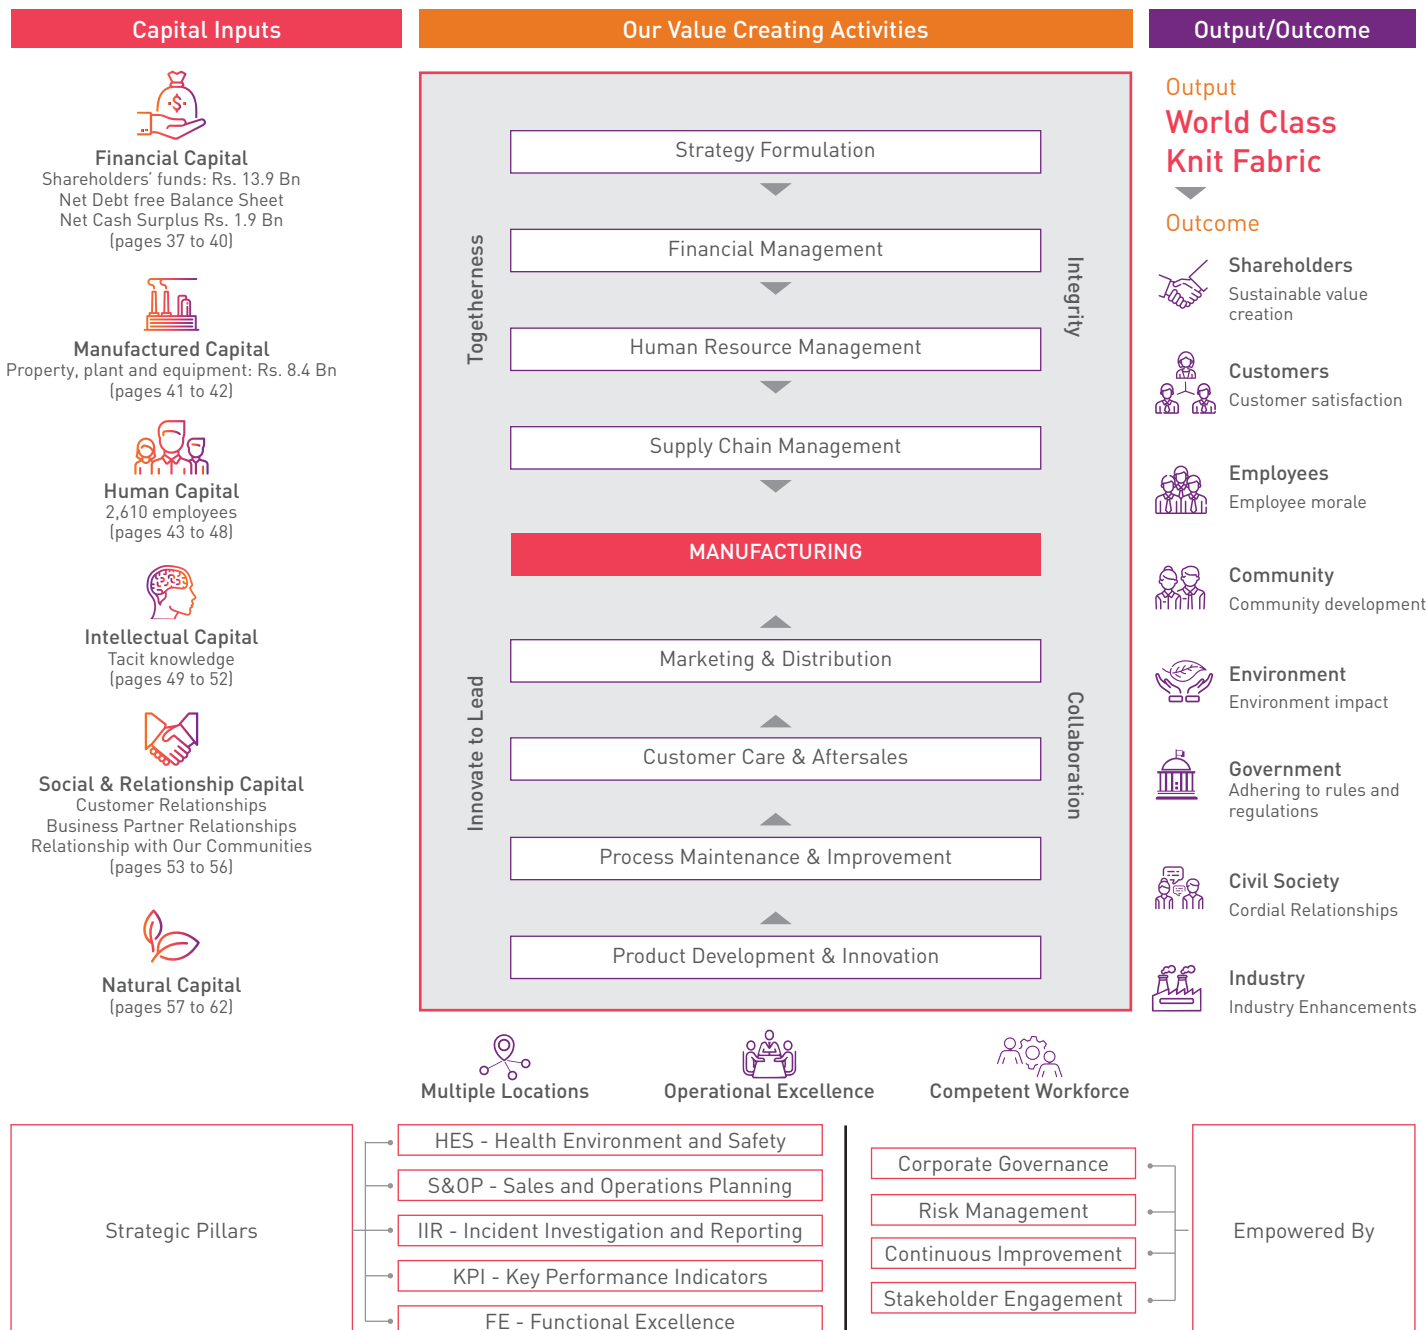 Capital Inputs
Financial Capital
Shareholders' funds: Rs. 13.9 Bn
Net Debt free Balance Sheet
Net Cash Surplus Rs. 1.9 Bn
(pages 37 to 40)
Manufactured Capital
Property, plant and equipment: Rs. 8.4 Bn
(pages 41 to 42)
Human Capital
2,610 employees
(pages 43 to 48)
Intellectual Capital
Tacit knowledge
(pages 49 to 52)
Social & Relationship Capital
Customer Relationships
Business Partner Relationships
Relationship with Our Communities
(pages 53 to 56)
Natural Capital
(pages 57 to 62)
Our Value Creating Activities
Togetherness
Innovate to Lead
Strategy Formulation
Financial Management
Human Resource Management
Supply Chain Management
MANUFACTURING
Marketing & Distribution
Customer Care & Aftersales
Process Maintenance & Improvement
Product Development & Innovation
Integrity
Collaboration
Multiple Locations
Operational Excellence
Competent Workforce
Output/Outcome
Output
World Class
Knit Fabric
Outcome
Shareholders
Sustainable value
creation
Customers
Customer satisfaction
Employees
Employee morale
Community
Community development
Environment
Environment impact
Government
Adhering to rules and
regulations
Civil Society
Cordial Relationships
Industry
Industry Enhancements
Strategic Pillars
HES - Health Environment and Safety
S&OP - Sales and Operations Planning
IIR - Incident Investigation and Reporting
KPI - Key Performance Indicators
FE - Functional Excellence
Corporate Governance
Risk Management
Continuous Improvement
Stakeholder Engagement
Empowered By